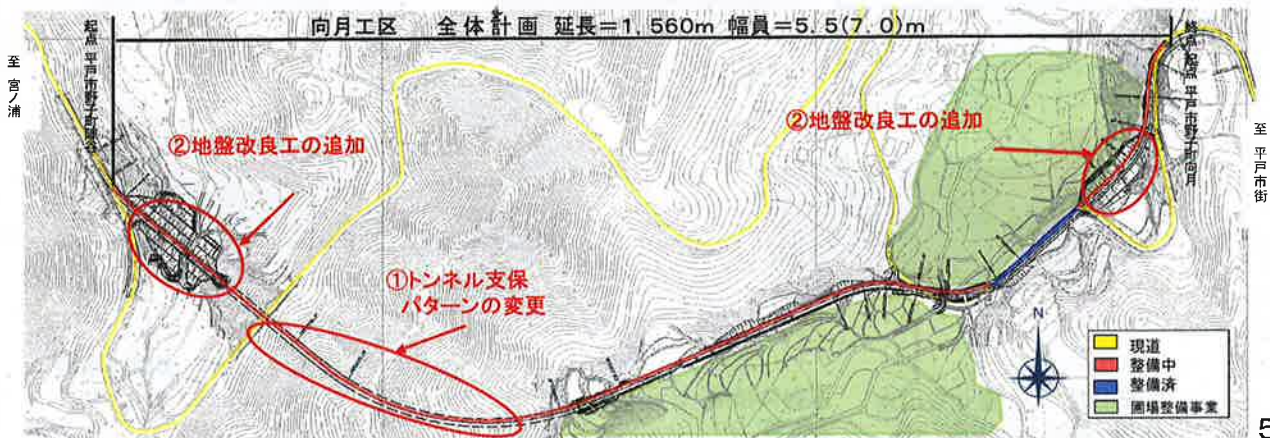 向月工区 全体計画 延長=1,560m 幅員=5.5(7.0)m
至 宮ノ浦
起点 平戸市野子町
②地盤改良工の追加
①トンネル支保
パターンの変更
②地盤改良工の追加
終点 起点 平戸市野子町向月
至 平戸市街
N
現道
整備中
整備済
圃場整備事業
5